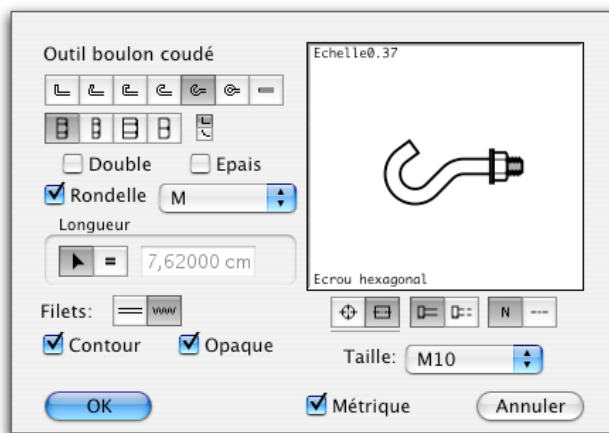 Outil boulon coudé
Echelle0.37
Double
Epais
Rondelle
M
Longueur
=
7,62000 cm
Ecrou hexagonal
Filets:
N
Contour
Opaque
Taille:
M10
OK
Métrique
Annuler